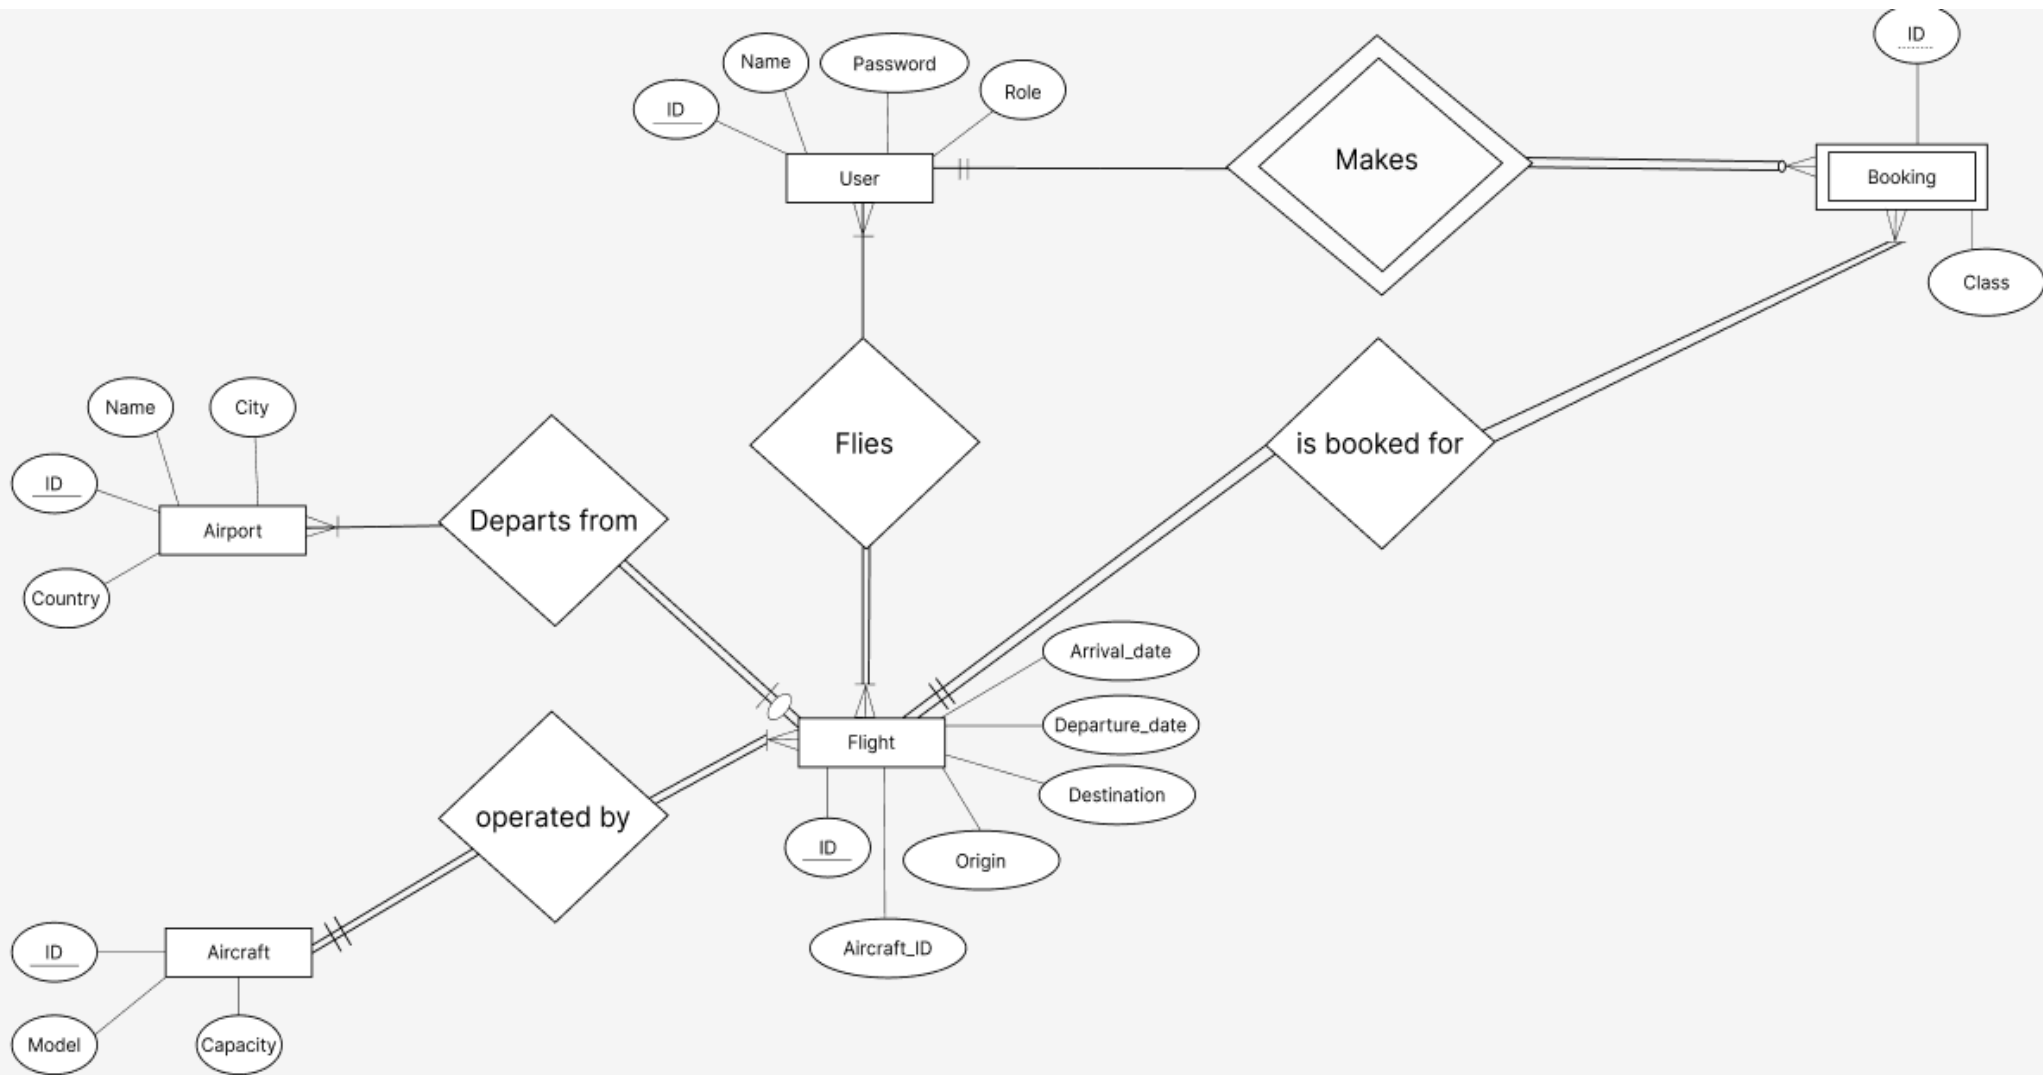 ID
Name
Password
Role
ID
Makes
User
Booking
Class
Name
City
Flies
is booked for
ID
Departs from
Airport
Country
Arrival_date
Departure_date
Flight
Destination
operated by
ID
Origin
Aircraft_ID
ID
Aircraft
Model
Capacity